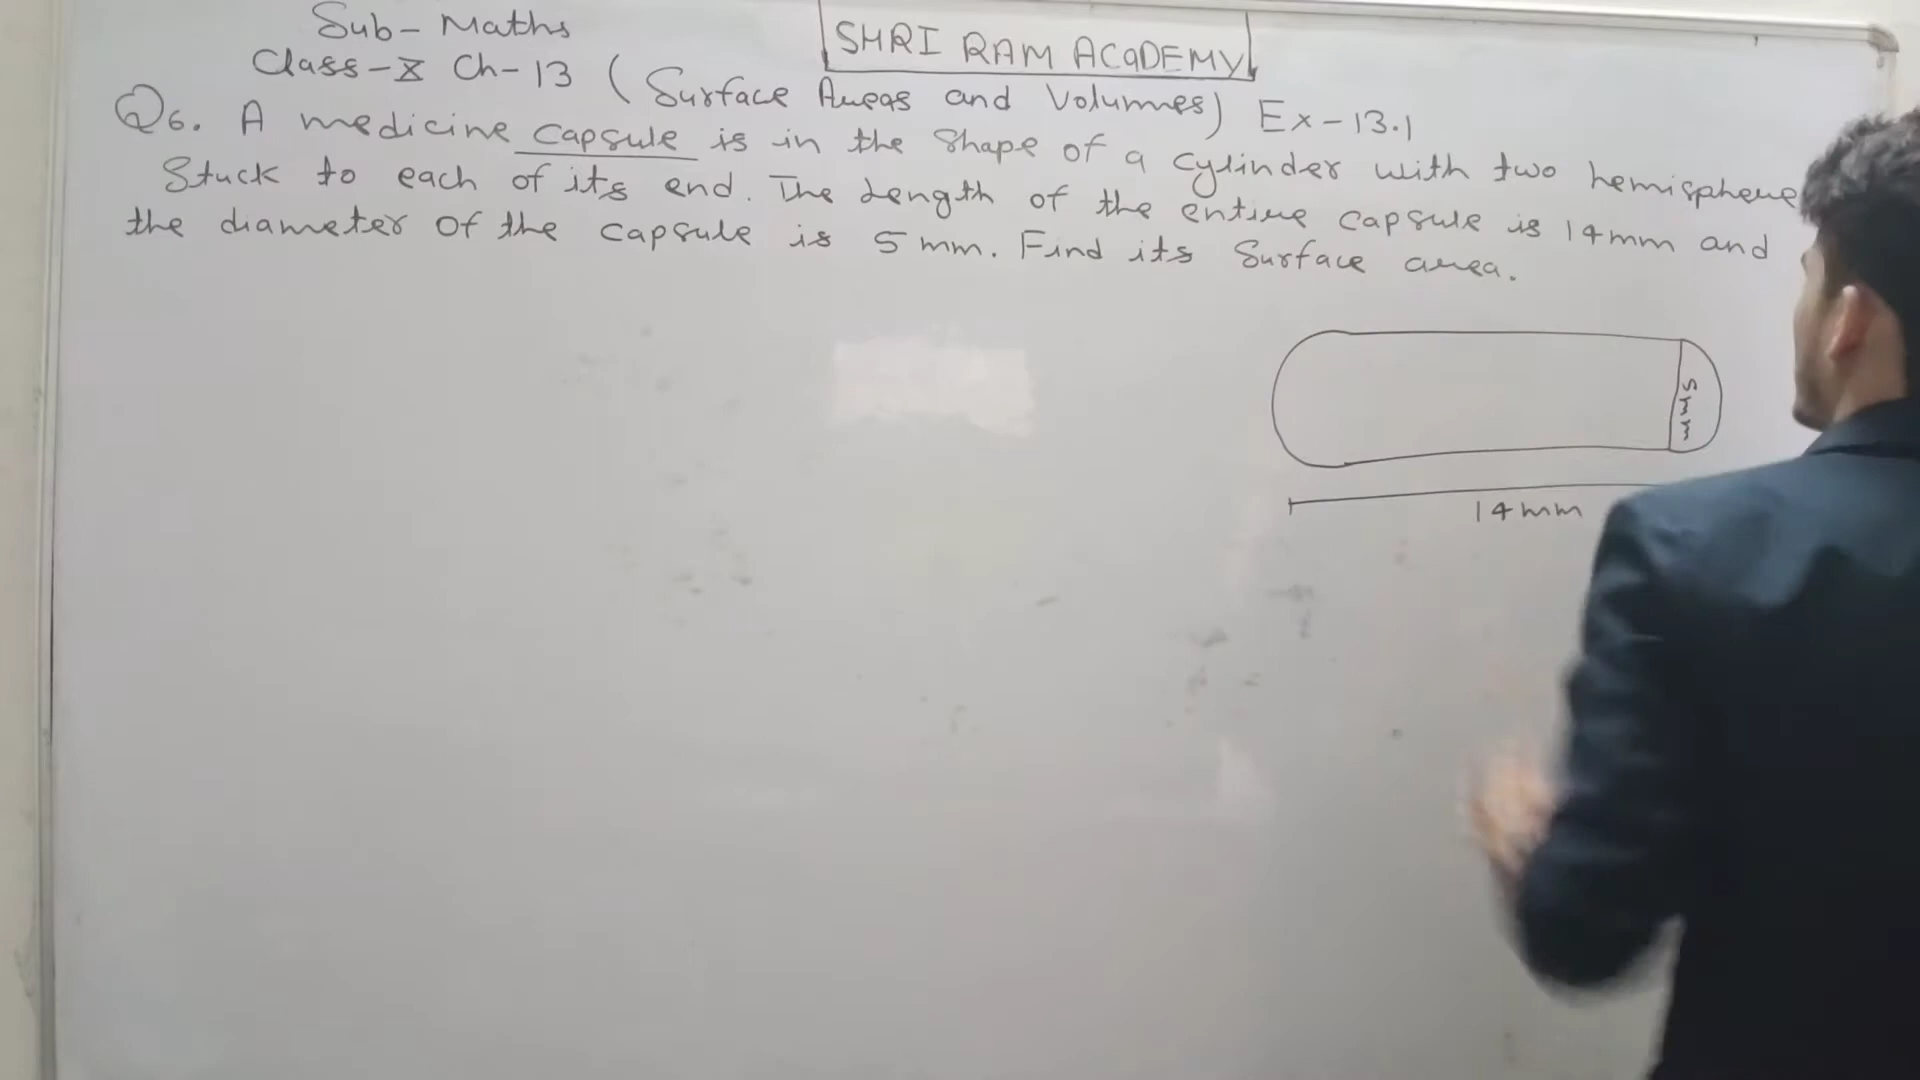 Sub- Maths
SHRI RAM ACADEMY
Class-X Ch-13 (Surface Areas and Volumes) Ex-13.1
Q6. A medicine capsule is in the shape of a cylinder with two hemisphere
stuck to each of its end. The Length of the entire capsule is 14mm and
the diameter of the capsule is 5mm. Find its surface area.
5mm
14mm